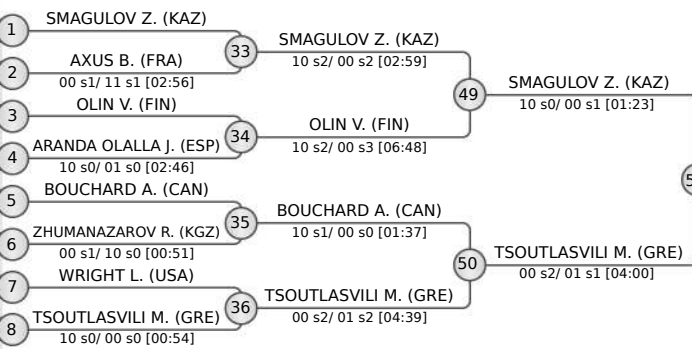 1
SMAGULOV Z. (KAZ)
2
AXUS B. (FRA)
00 s1/ 11 s1 [02:56]
33
SMAGULOV Z. (KAZ)
10 s2/ 00 s2 [02:59]
3
OLIN V. (FIN)
4
ARANDA OLALLA J. (ESP)
10 s0/ 01 s0 [02:46]
34
OLIN V. (FIN)
10 s2/ 00 s3 [06:48]
49
SMAGULOV Z. (KAZ)
10 s0/ 00 s1 [01:23]
5
BOUCHARD A. (CAN)
6
ZHUMANAZAROV R. (KGZ)
00 s1/ 10 s0 [00:51]
35
BOUCHARD A. (CAN)
10 s1/ 00 s0 [01:37]
7
WRIGHT L. (USA)
8
TSOUTLASVILI M. (GRE)
10 s0/ 00 s0 [00:54]
36
TSOUTLASVILI M. (GRE)
00 s2/ 01 s2 [04:39]
50
TSOUTLASVILI M. (GRE)
00 s2/ 01 s1 [04:00]